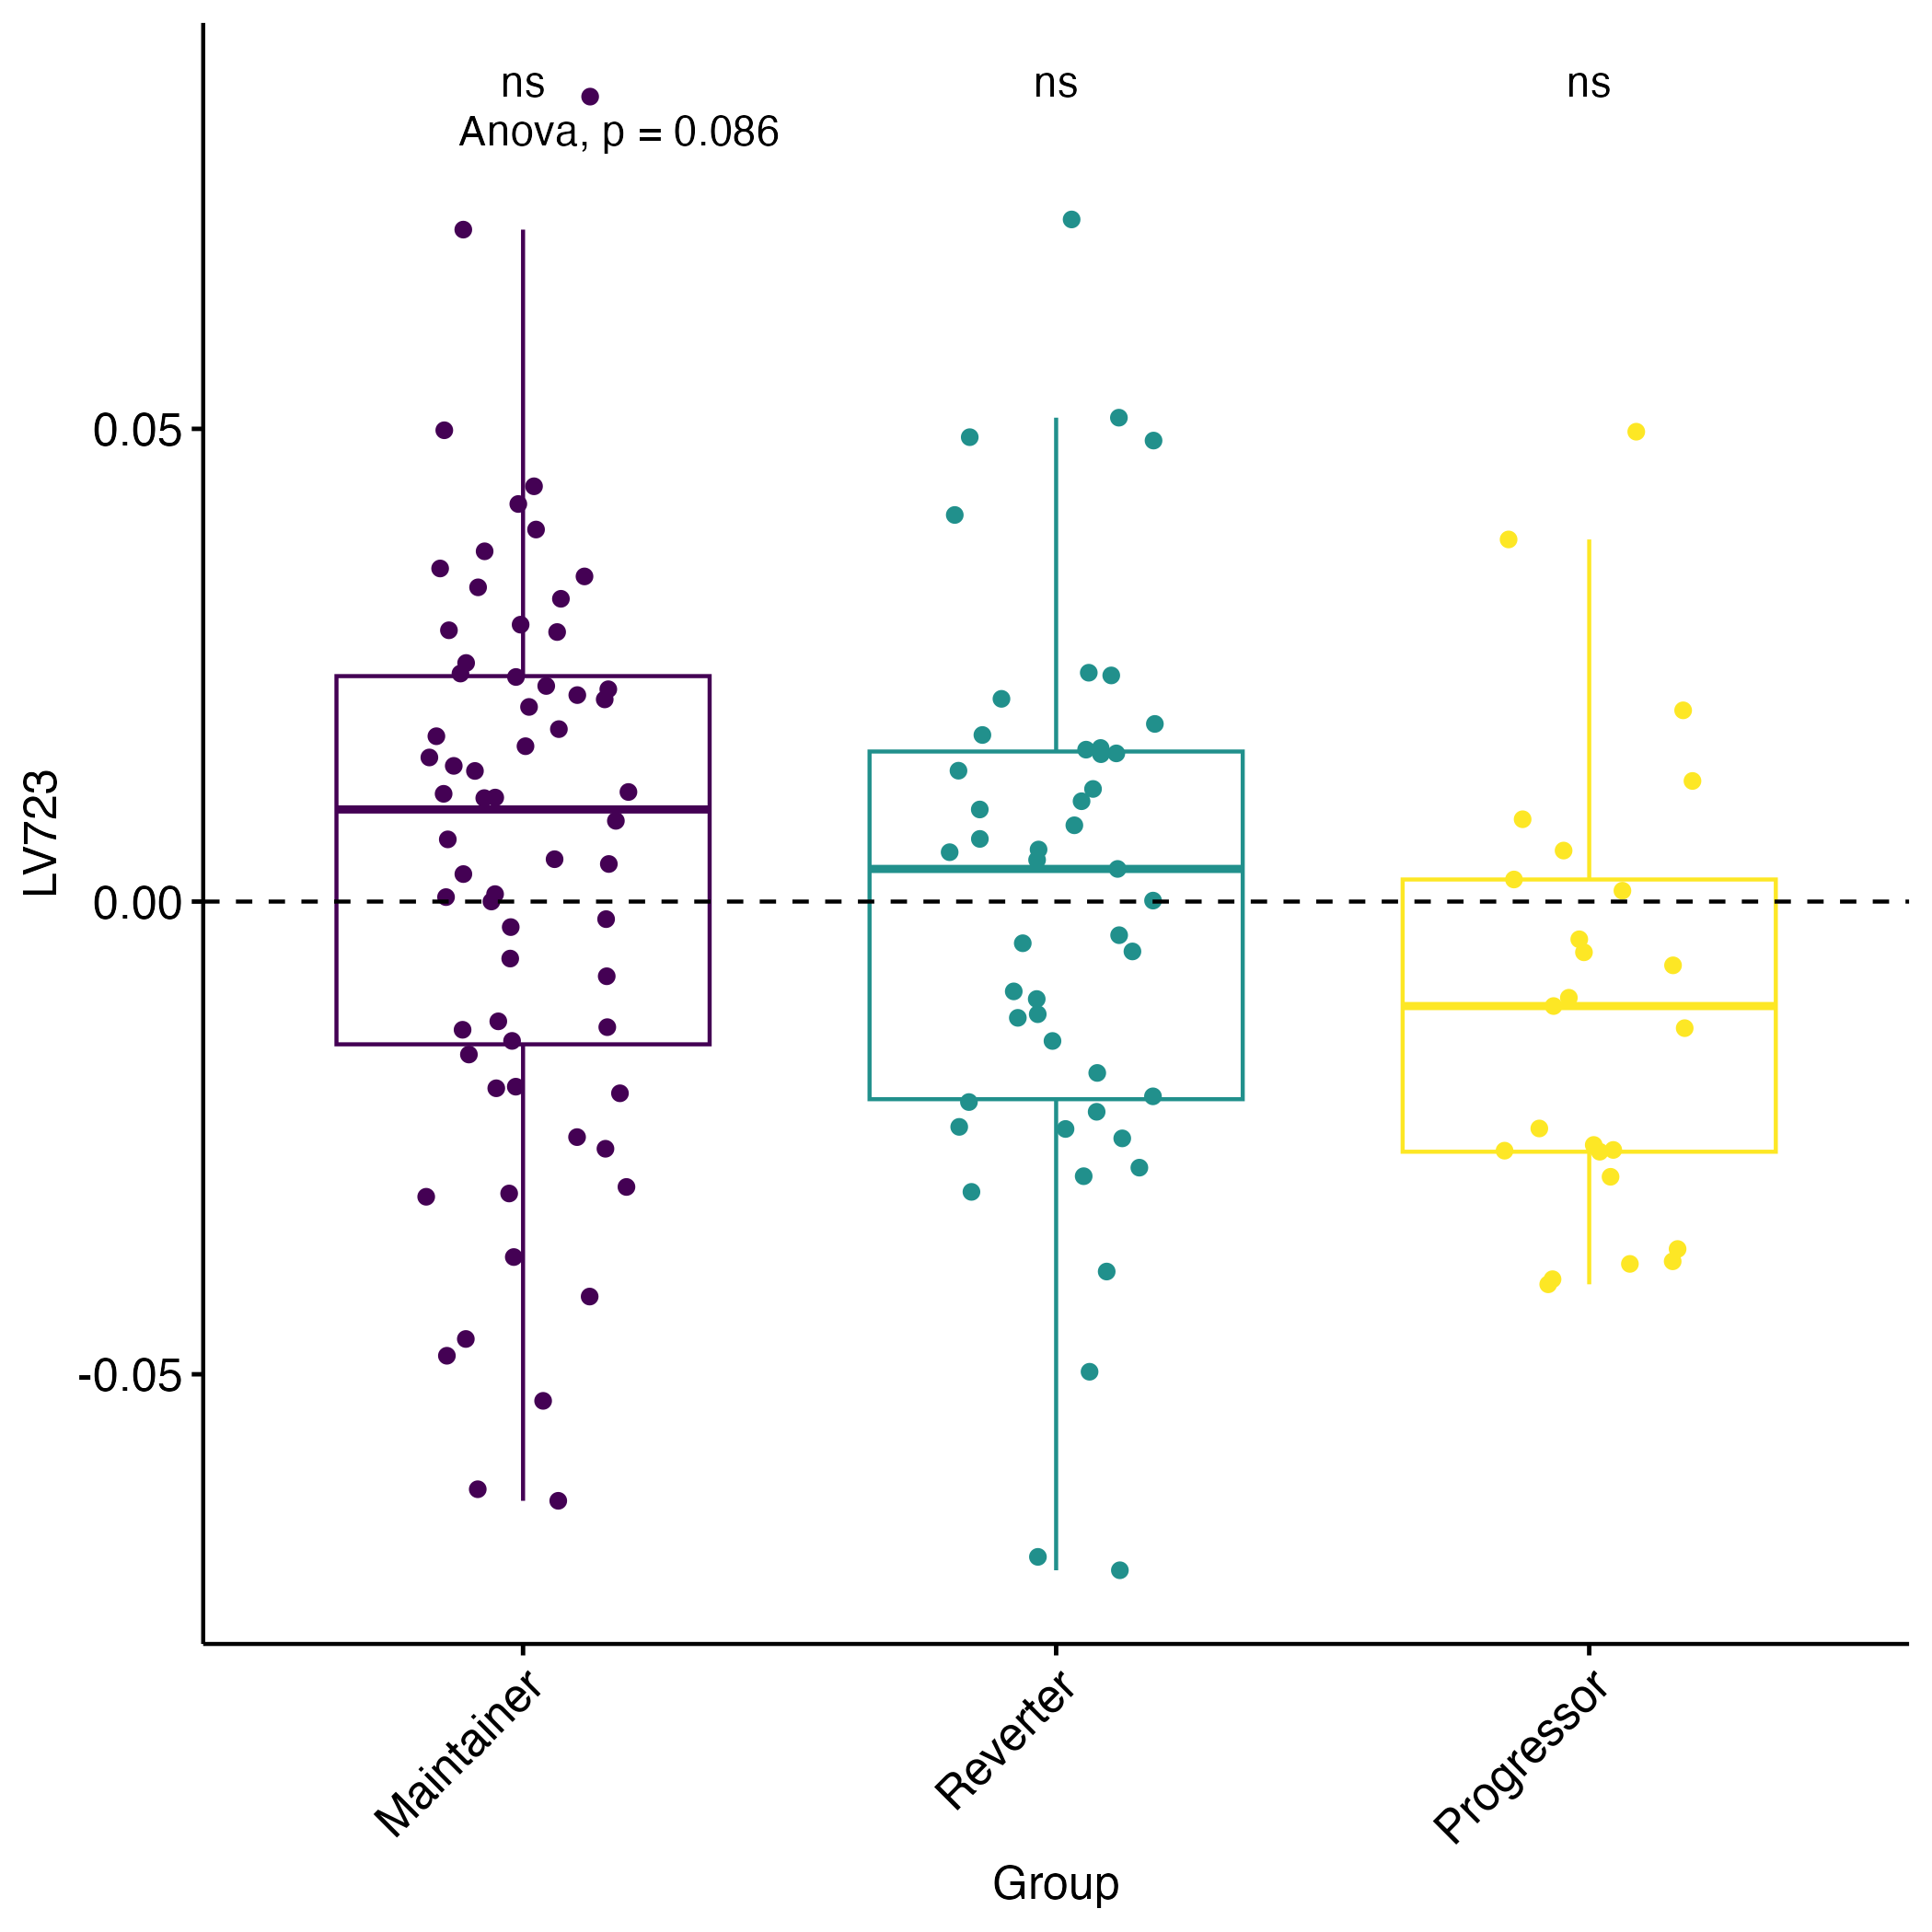 ns ns ns
Anova, p = 0.086
LV723
0.05
0.00
-0.05
Maintainer
Reverter
Progressor
Group